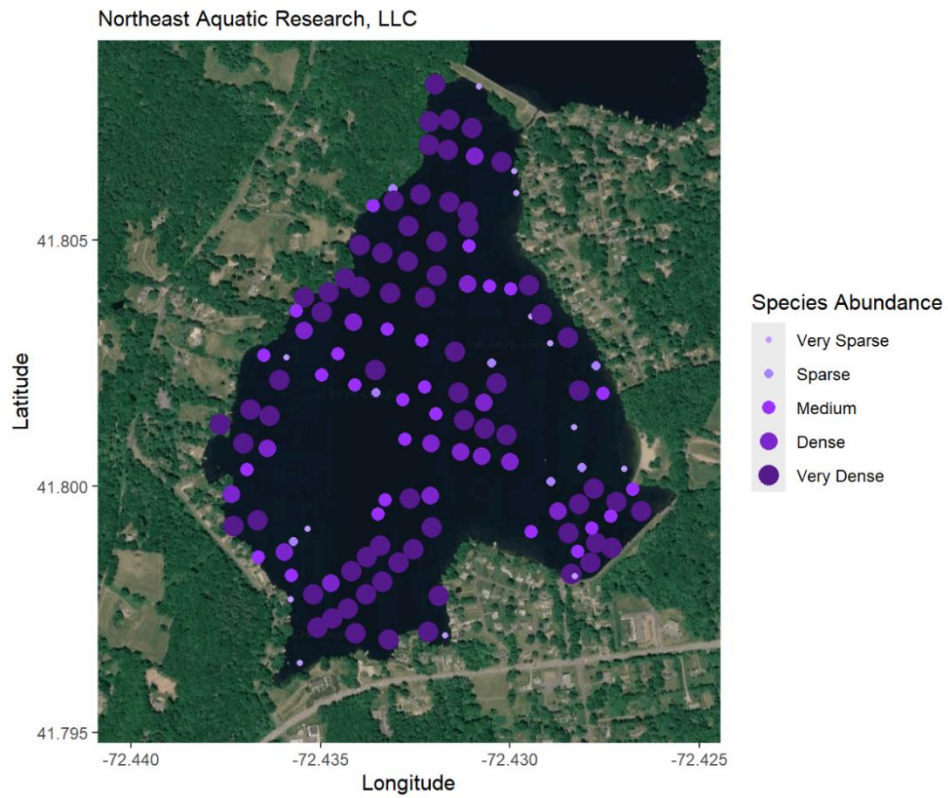 Northeast Aquatic Research, LLC
41.805
41.800
41.795
Latitude
-72.440
-72.435
-72.430
-72.425
Longitude
Species Abundance
Very Sparse
Sparse
Medium
Dense
Very Dense